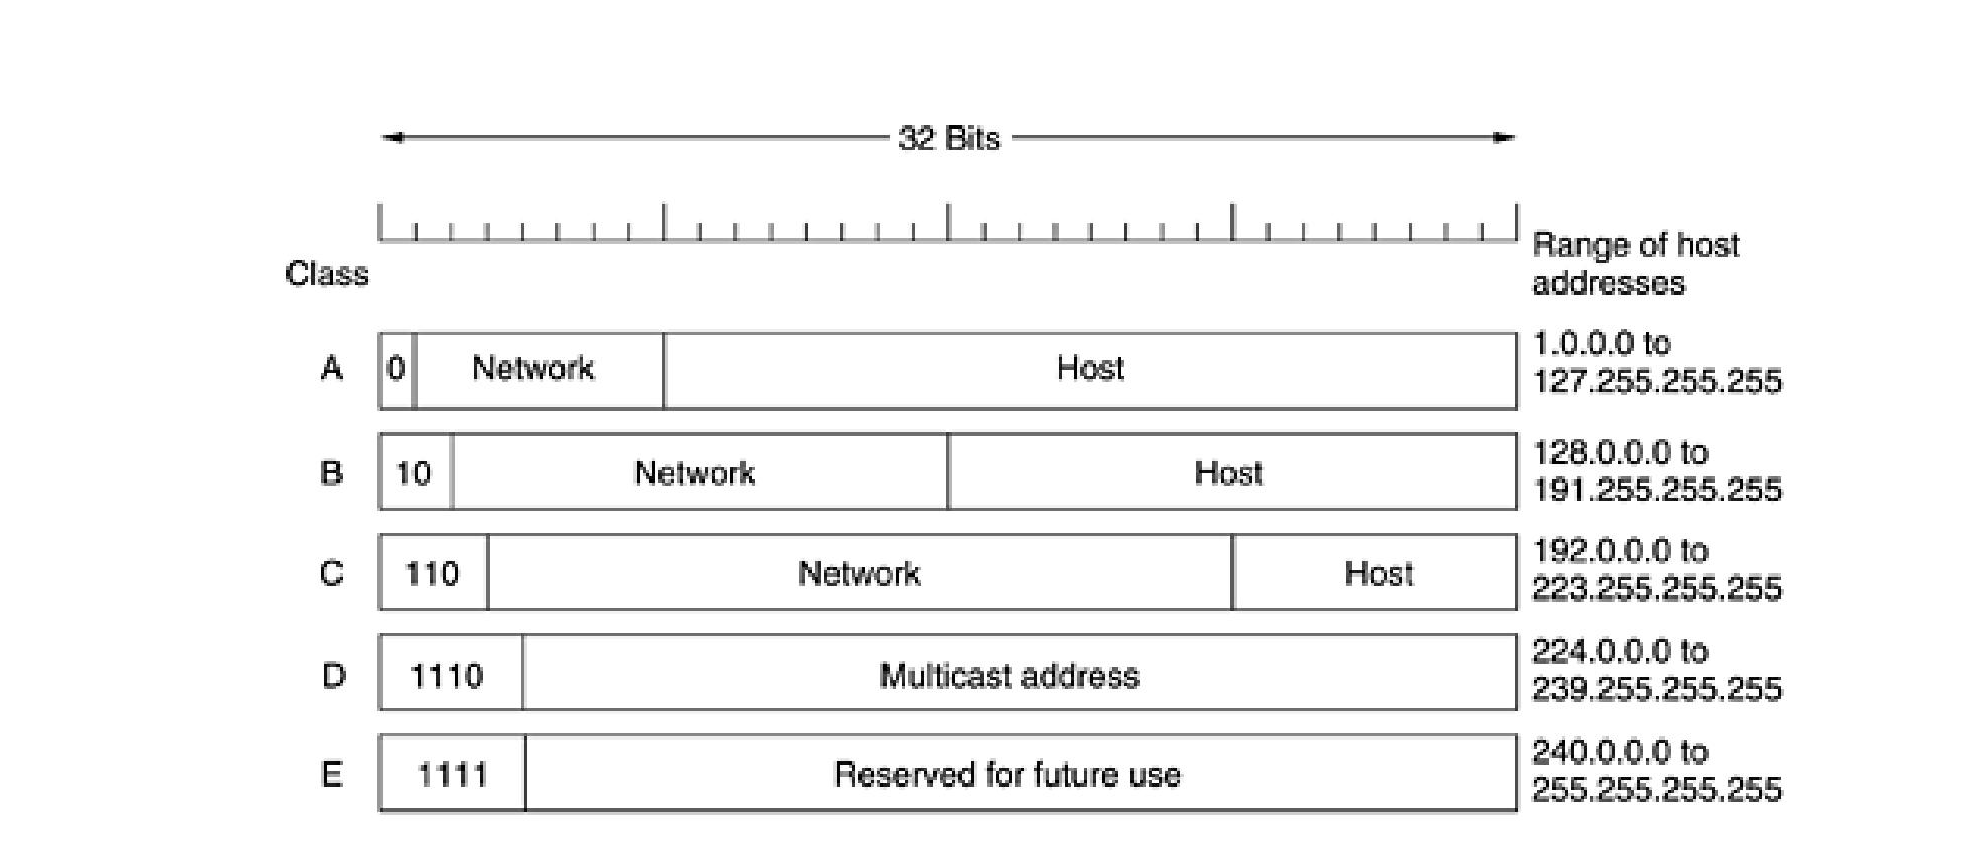 32 Bits
Class
Range of host
addresses
A
0
Network
Host
1.0.0.0 to
127.255.255.255
B
10
Network
Host
128.0.0.0 to
191.255.255.255
C
110
Network
Host
192.0.0.0 to
223.255.255.255
D
1110
Multicast address
224.0.0.0 to
239.255.255.255
E
1111
Reserved for future use
240.0.0.0 to
255.255.255.255